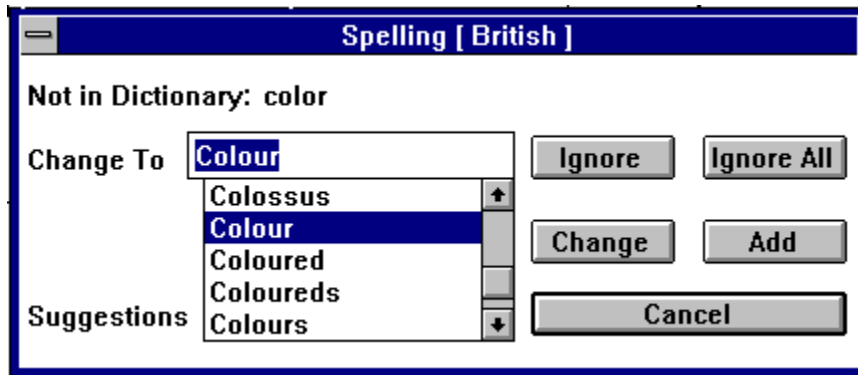 Spelling [ British ]
Not in Dictionary: color
Change To Colour Ignore Ignore All
Colossus
Colour
Coloured Change Add
Coloureds
Suggestions Colours Cancel